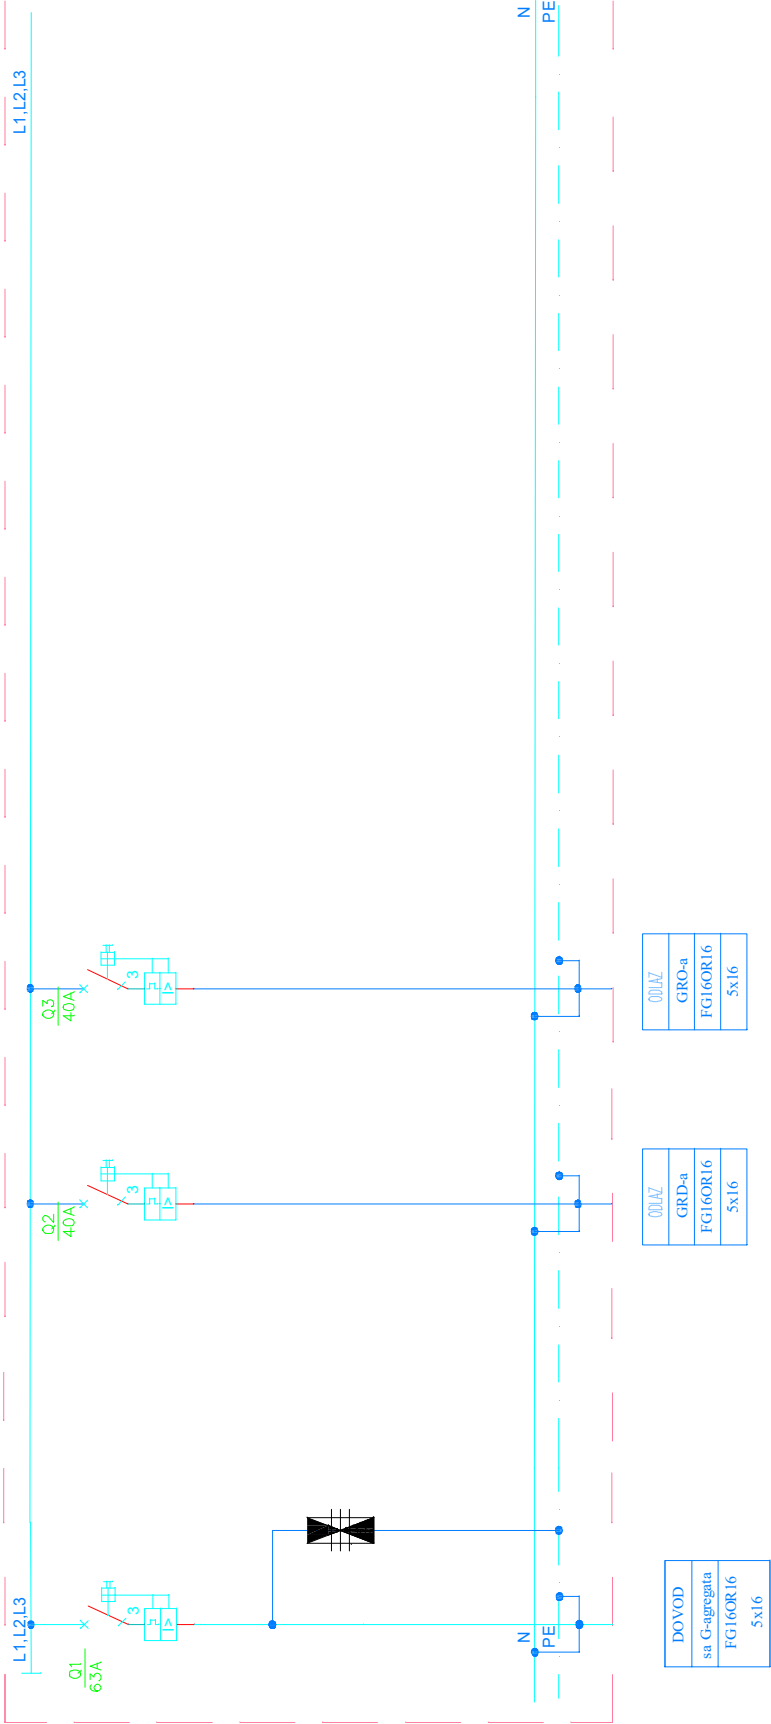 L1,L2,L3
N
PE
Q3
40A
3
ODLAZ
GRO-a
FG16OR16
5x16
Q2
40A
3
ODLAZ
GRD-a
FG16OR16
5x16
L1,L2,L3
Q1
63A
3
N
PE
DOVOD
sa G-agregata
FG16OR16
5x16